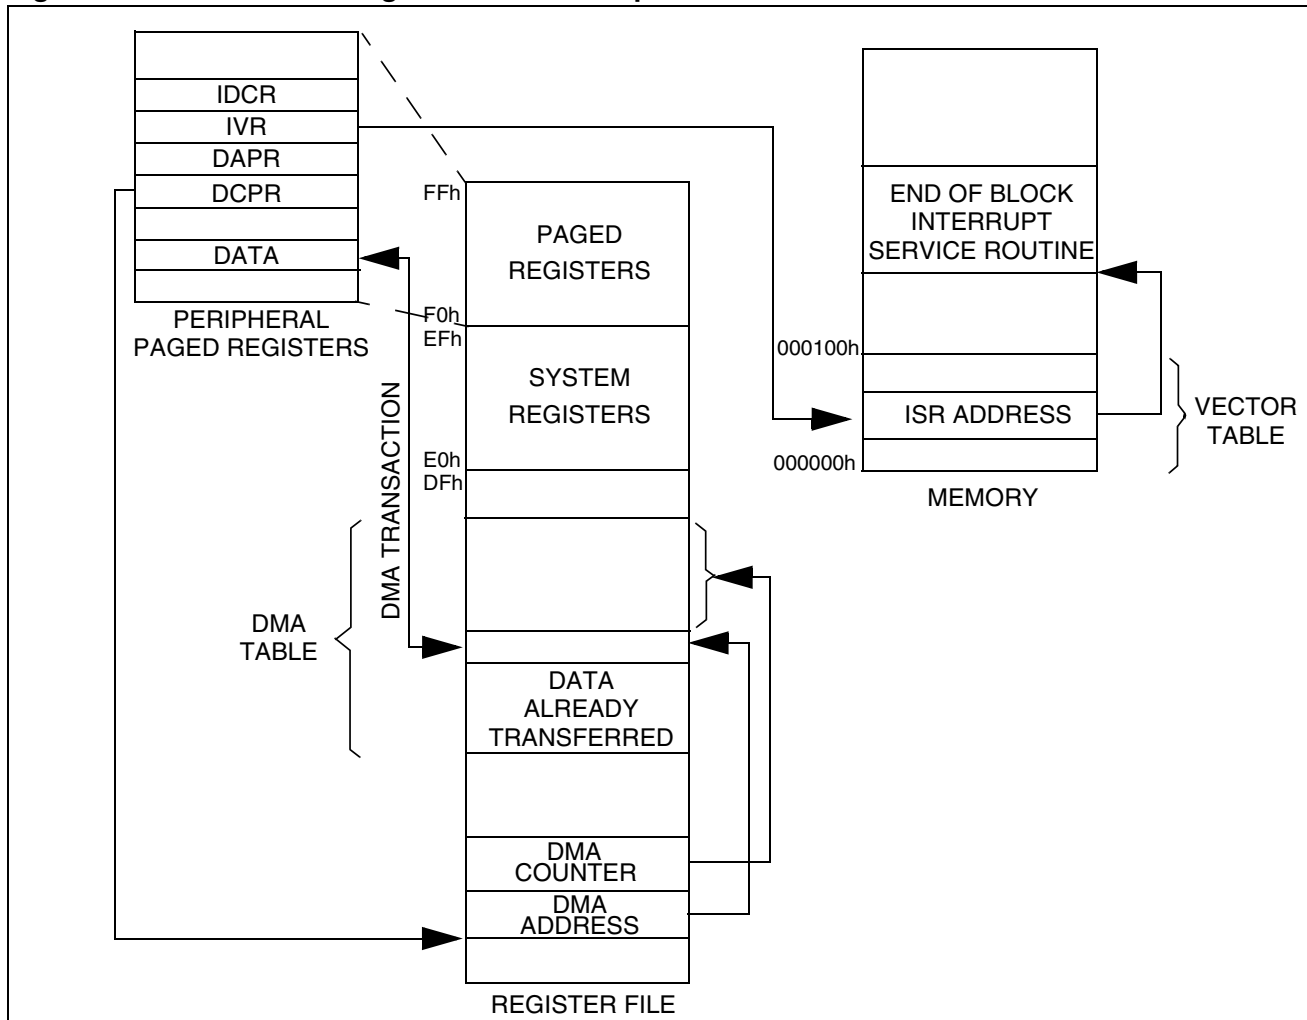 IDCR
IVR
DAPR
DCPR
DATA
PERIPHERAL
PAGED REGISTERS
DMA TRANSACTION
DMA
TABLE
FFh
F0h
EFh
E0h
DFh
PAGED
REGISTERS
SYSTEM
REGISTERS
DATA
ALREADY
TRANSFERRED
DMA
COUNTER
DMA
ADDRESS
REGISTER FILE
END OF BLOCK
INTERRUPT
SERVICE ROUTINE
000100h
ISR ADDRESS
000000h
MEMORY
VECTOR
TABLE